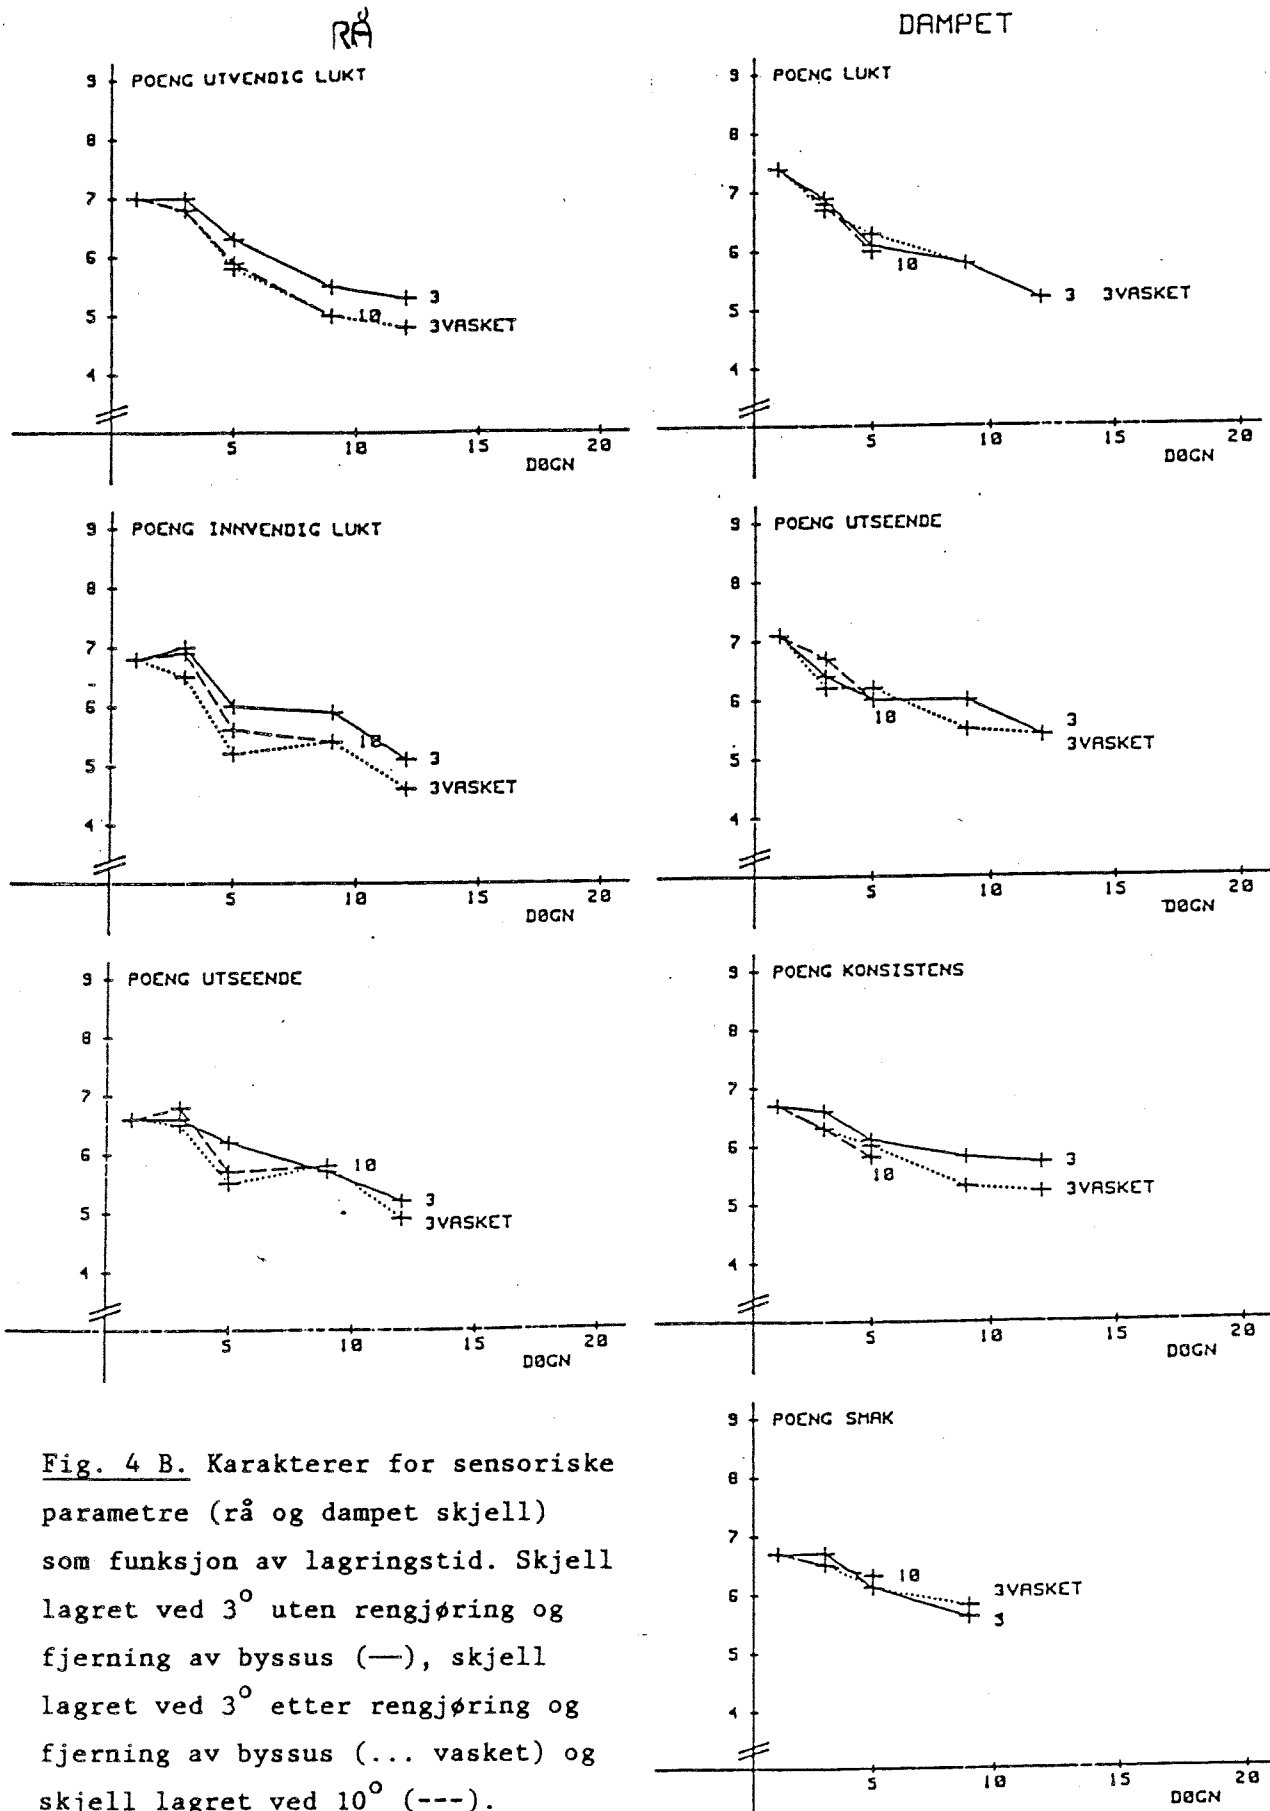 RÅ
DAMPET
POENG UTVENDIG LUKT
9
8
7
6
5
4
3
10
3VASKET
5 10 15 20
DØGN
POENG LUKT
9
8
7
6
5
4
10
3 3VASKET
5 10 15 20
DØGN
POENG INNVENDIG LUKT
9
8
7
6
5
4
10
3
3VASKET
5 10 15 20
DØGN
POENG UTSEENDE
9
8
7
6
5
4
10
3
3VASKET
5 10 15 20
DØGN
POENG UTSEENDE
9
8
7
6
5
4
10
3
3VASKET
5 10 15 20
DØGN
POENG KONSISTENS
9
8
7
6
5
4
10
3
3VASKET
5 10 15 20
DØGN
POENG SMAK
9
8
7
6
5
4
10
3VASKET
3
5 10 15 20
DØGN
Fig. 4 B. Karakterer for sensoriske
parametre (rå og dampet skjell)
som funksjon av lagringstid. Skjell
lagret ved 3° uten rengjøring og
fjerning av byssus (—), skjell
lagret ved 3° etter rengjøring og
fjerning av byssus (... vasket) og
skjell lagret ved 10° (---).